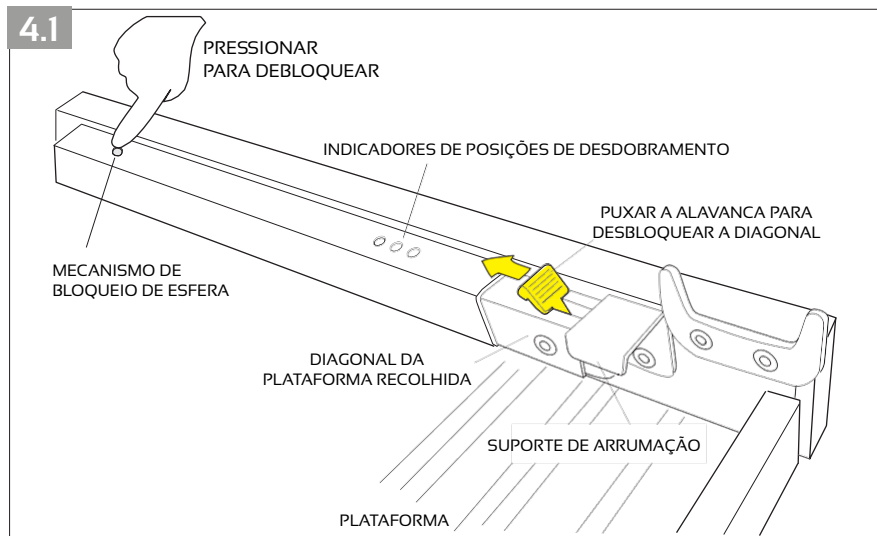 4.1
PRESSIONAR
PARA DEBLOQUEAR
INDICADORES DE POSIÇÕES DE DESDOBRAMENTO
PUXAR A ALAVANCA PARA
DESBLOQUEAR A DIAGONAL
MECANISMO DE
BLOQUEIO DE ESFERA
DIAGONAL DA
PLATAFORMA RECOLHIDA
SUPORTE DE ARRUMAÇÃO
PLATAFORMA